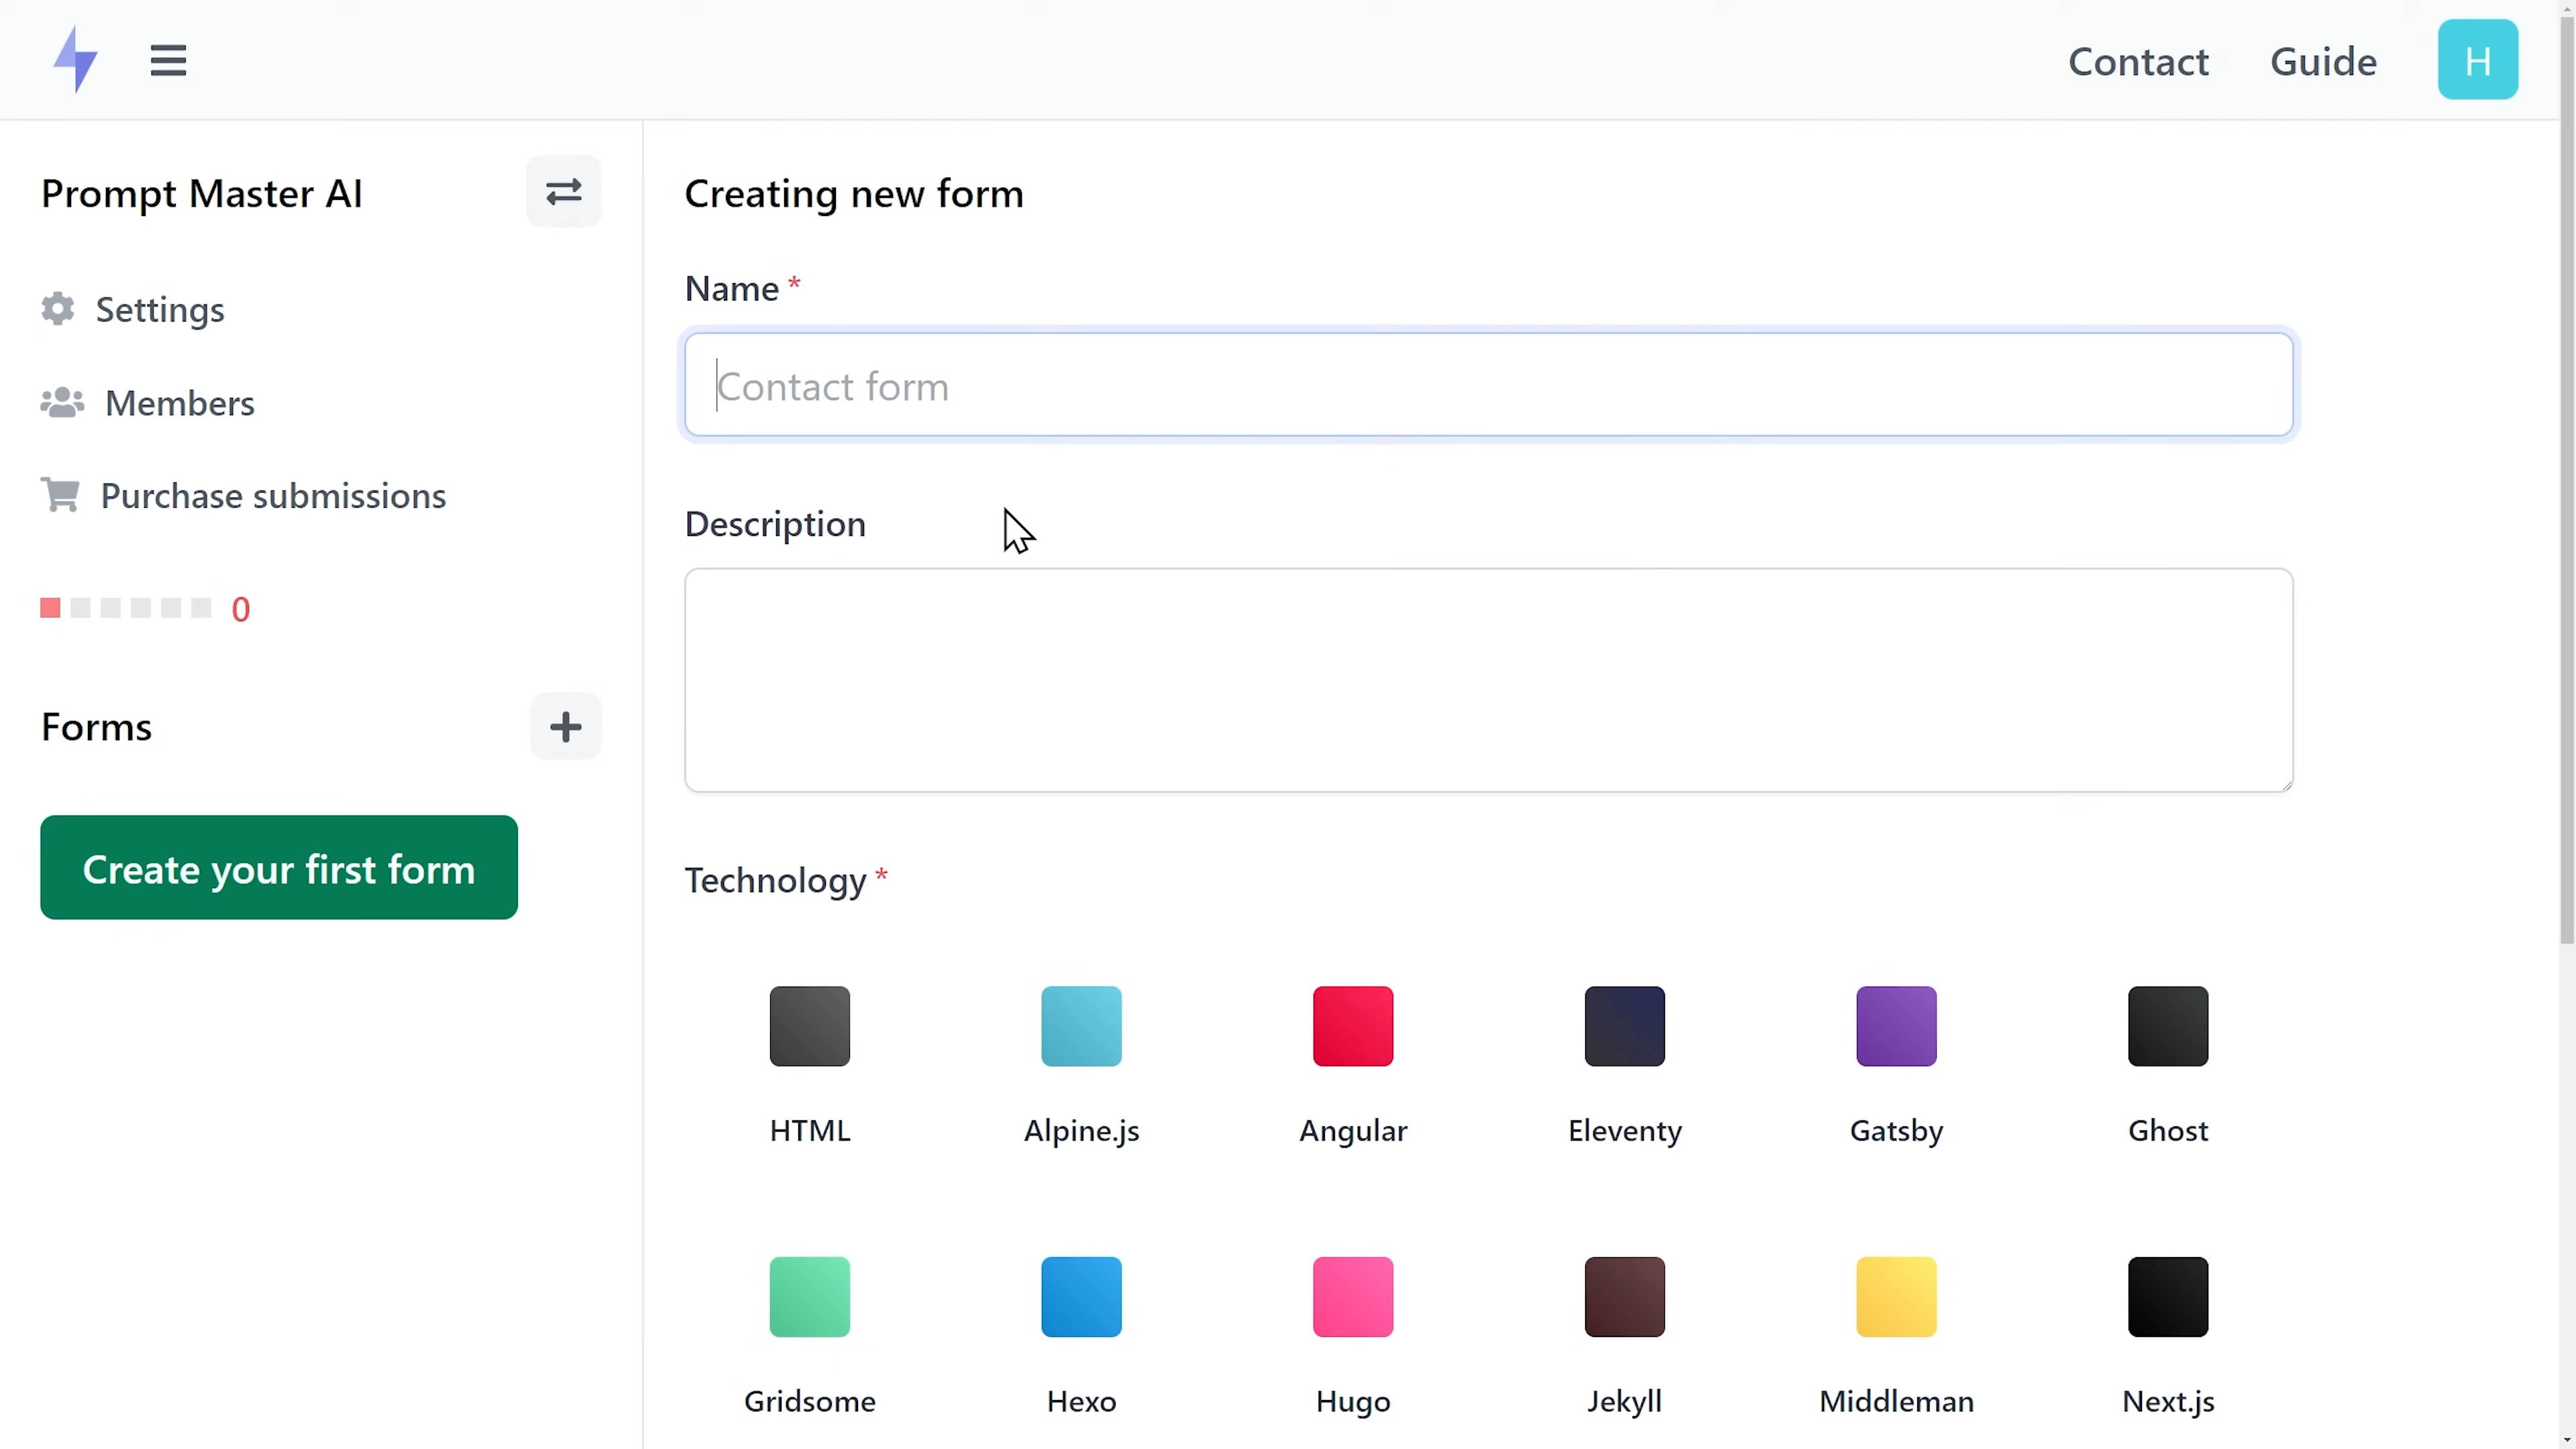 Contact Guide H
Prompt Master AI
Settings
Members
Purchase submissions
0
Forms
Create your first form
Creating new form
Name *
Contact form
Description
Technology *
HTML Alpine.js Angular Eleventy Gatsby Ghost
Gridsome Hexo Hugo Jekyll Middleman Next.js